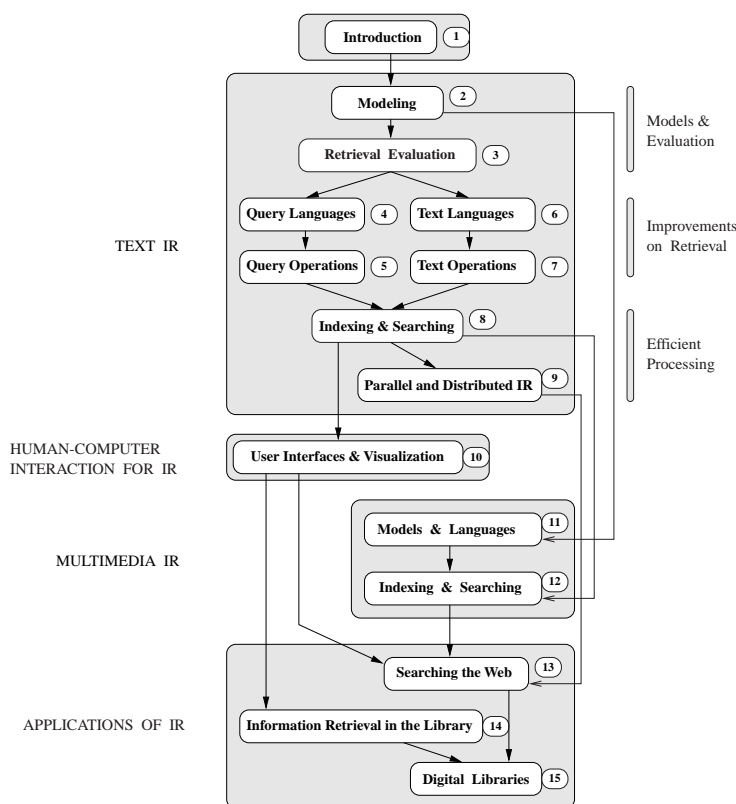 Introduction 1
Modeling 2
Models &
Evaluation
Retrieval Evaluation 3
Query Languages 4
Text Languages 6
TEXT IR
Improvements
on Retrieval
Query Operations 5
Text Operations 7
Indexing & Searching 8
Efficient
Processing
Parallel and Distributed IR 9
HUMAN-COMPUTER
INTERACTION FOR IR
User Interfaces & Visualization 10
Models & Languages 11
MULTIMEDIA IR
Indexing & Searching 12
Searching the Web 13
APPLICATIONS OF IR
Information Retrieval in the Library 14
Digital Libraries 15